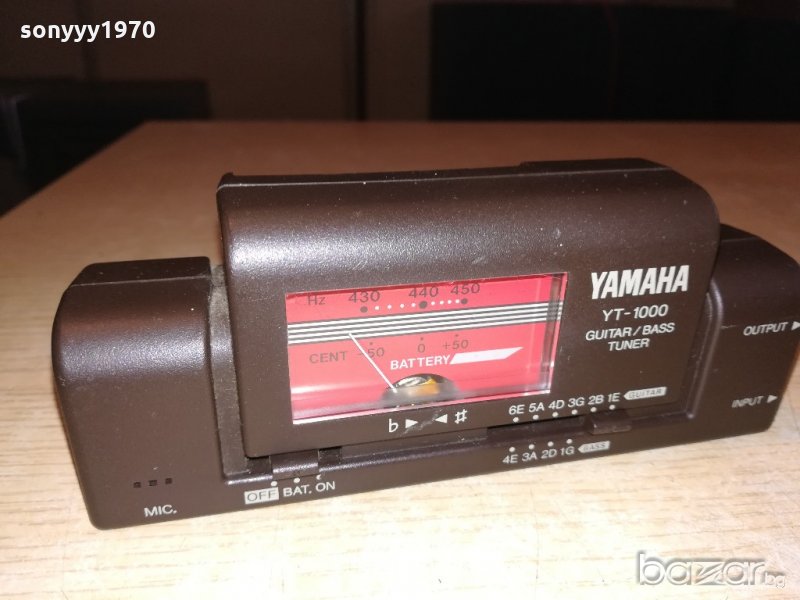 sonyyy1970
Hz 430 440 450
CENT -50 0 +50
BATTERY
YAMAHA
YT-1000
GUITAR/BASS
TUNER
OUTPUT ▶
INPUT ▶
♭ ▶ ◀ ♯
6E 5A 4D 3G 2B 1E GUITAR
4E 3A 2D 1G BASS
OFF BAT. ON
MIC.
bazar.bg